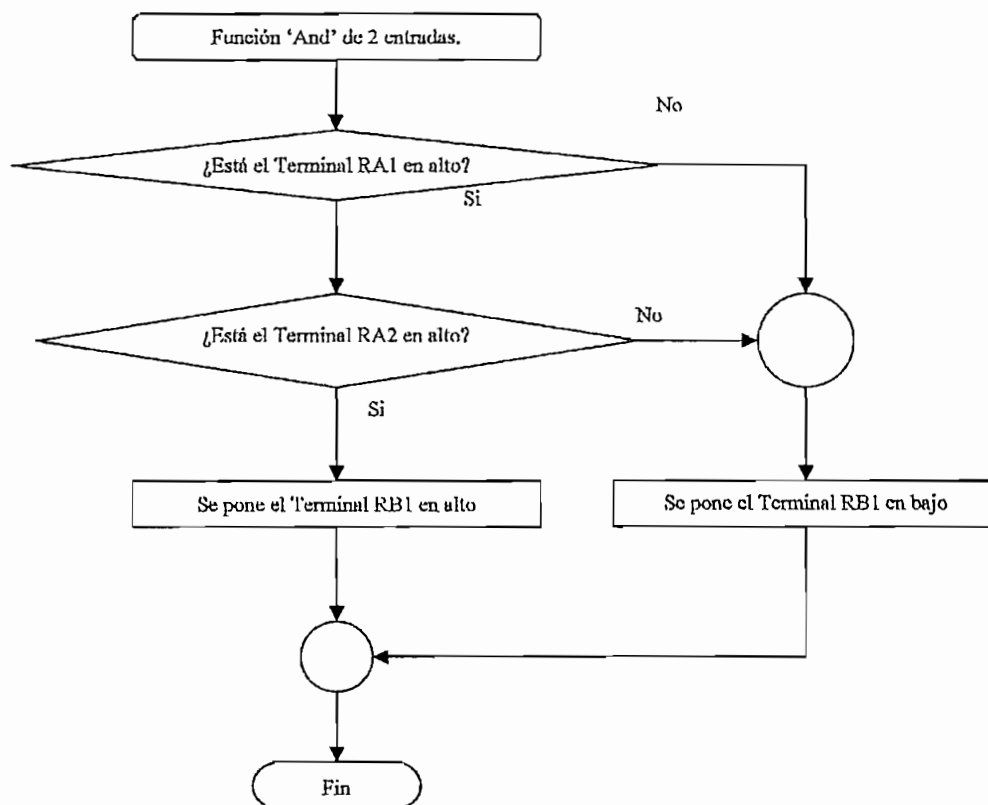 Función ‘And’ de 2 entradas.
No
¿Está el Terminal RA1 en alto?
Si
¿Está el Terminal RA2 en alto?
No
Si
Se pone el Terminal RB1 en alto
Se pone el Terminal RB1 en bajo
Fin